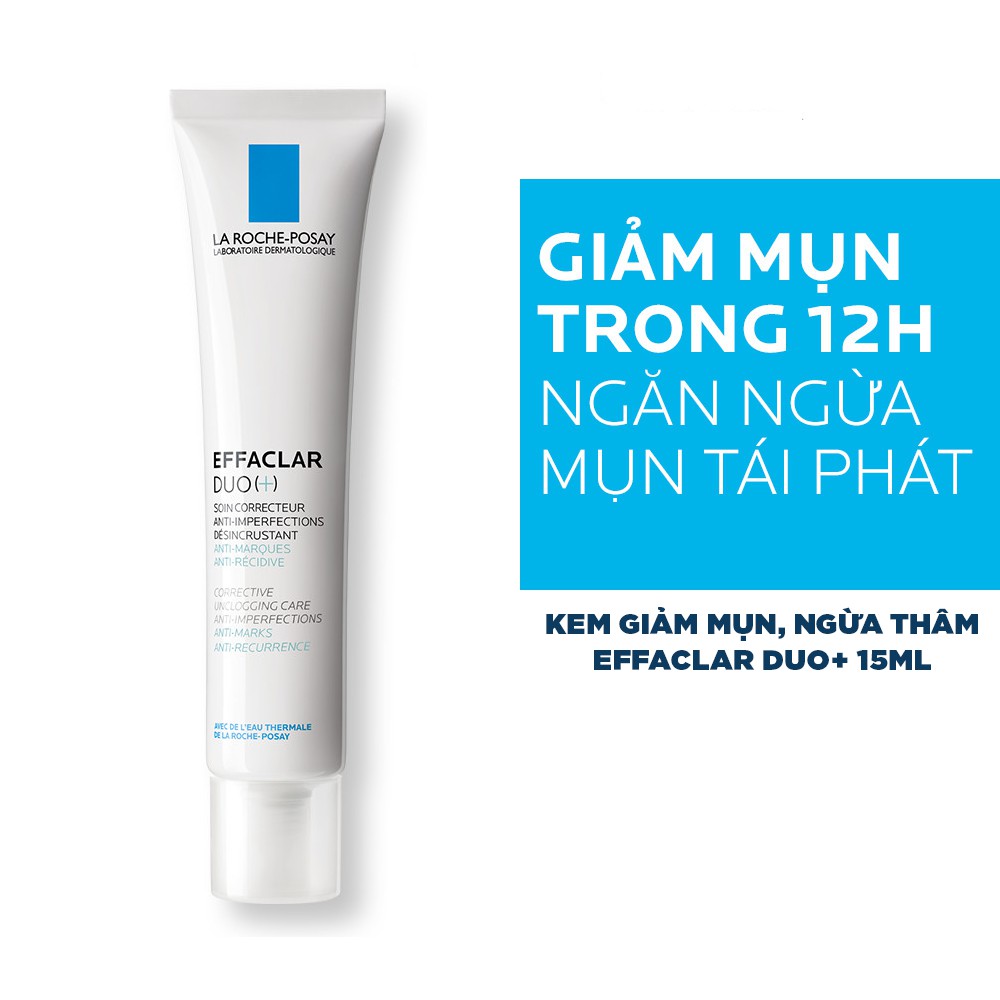 LA ROCHE-POSAY
LABORATOIRE DERMATOLOGIQUE
EFFACLAR
DUO(+)
SOIN CORRECTEUR
ANTI-IMPERFECTIONS
DÉSINCRUSTANT
ANTI-MARQUES
ANTI-RÉCIDIVE
CORRECTIVE
UNCLOGGING CARE
ANTI-IMPERFECTIONS
ANTI-MARKS
ANTI-RECURRENCE
AVEC DE L'EAU THERMALE
DE LA ROCHE-POSAY
GIẢM MỤN
TRONG 12H
NGĂN NGỪA
MỤN TÁI PHÁT
KEM GIẢM MỤN, NGỪA THÂM
EFFACLAR DUO+ 15ML